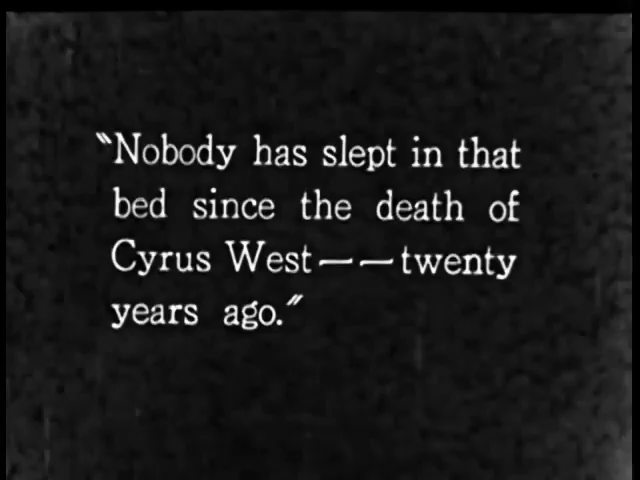 "Nobody has slept in that
bed since the death of
Cyrus West——twenty
years ago."